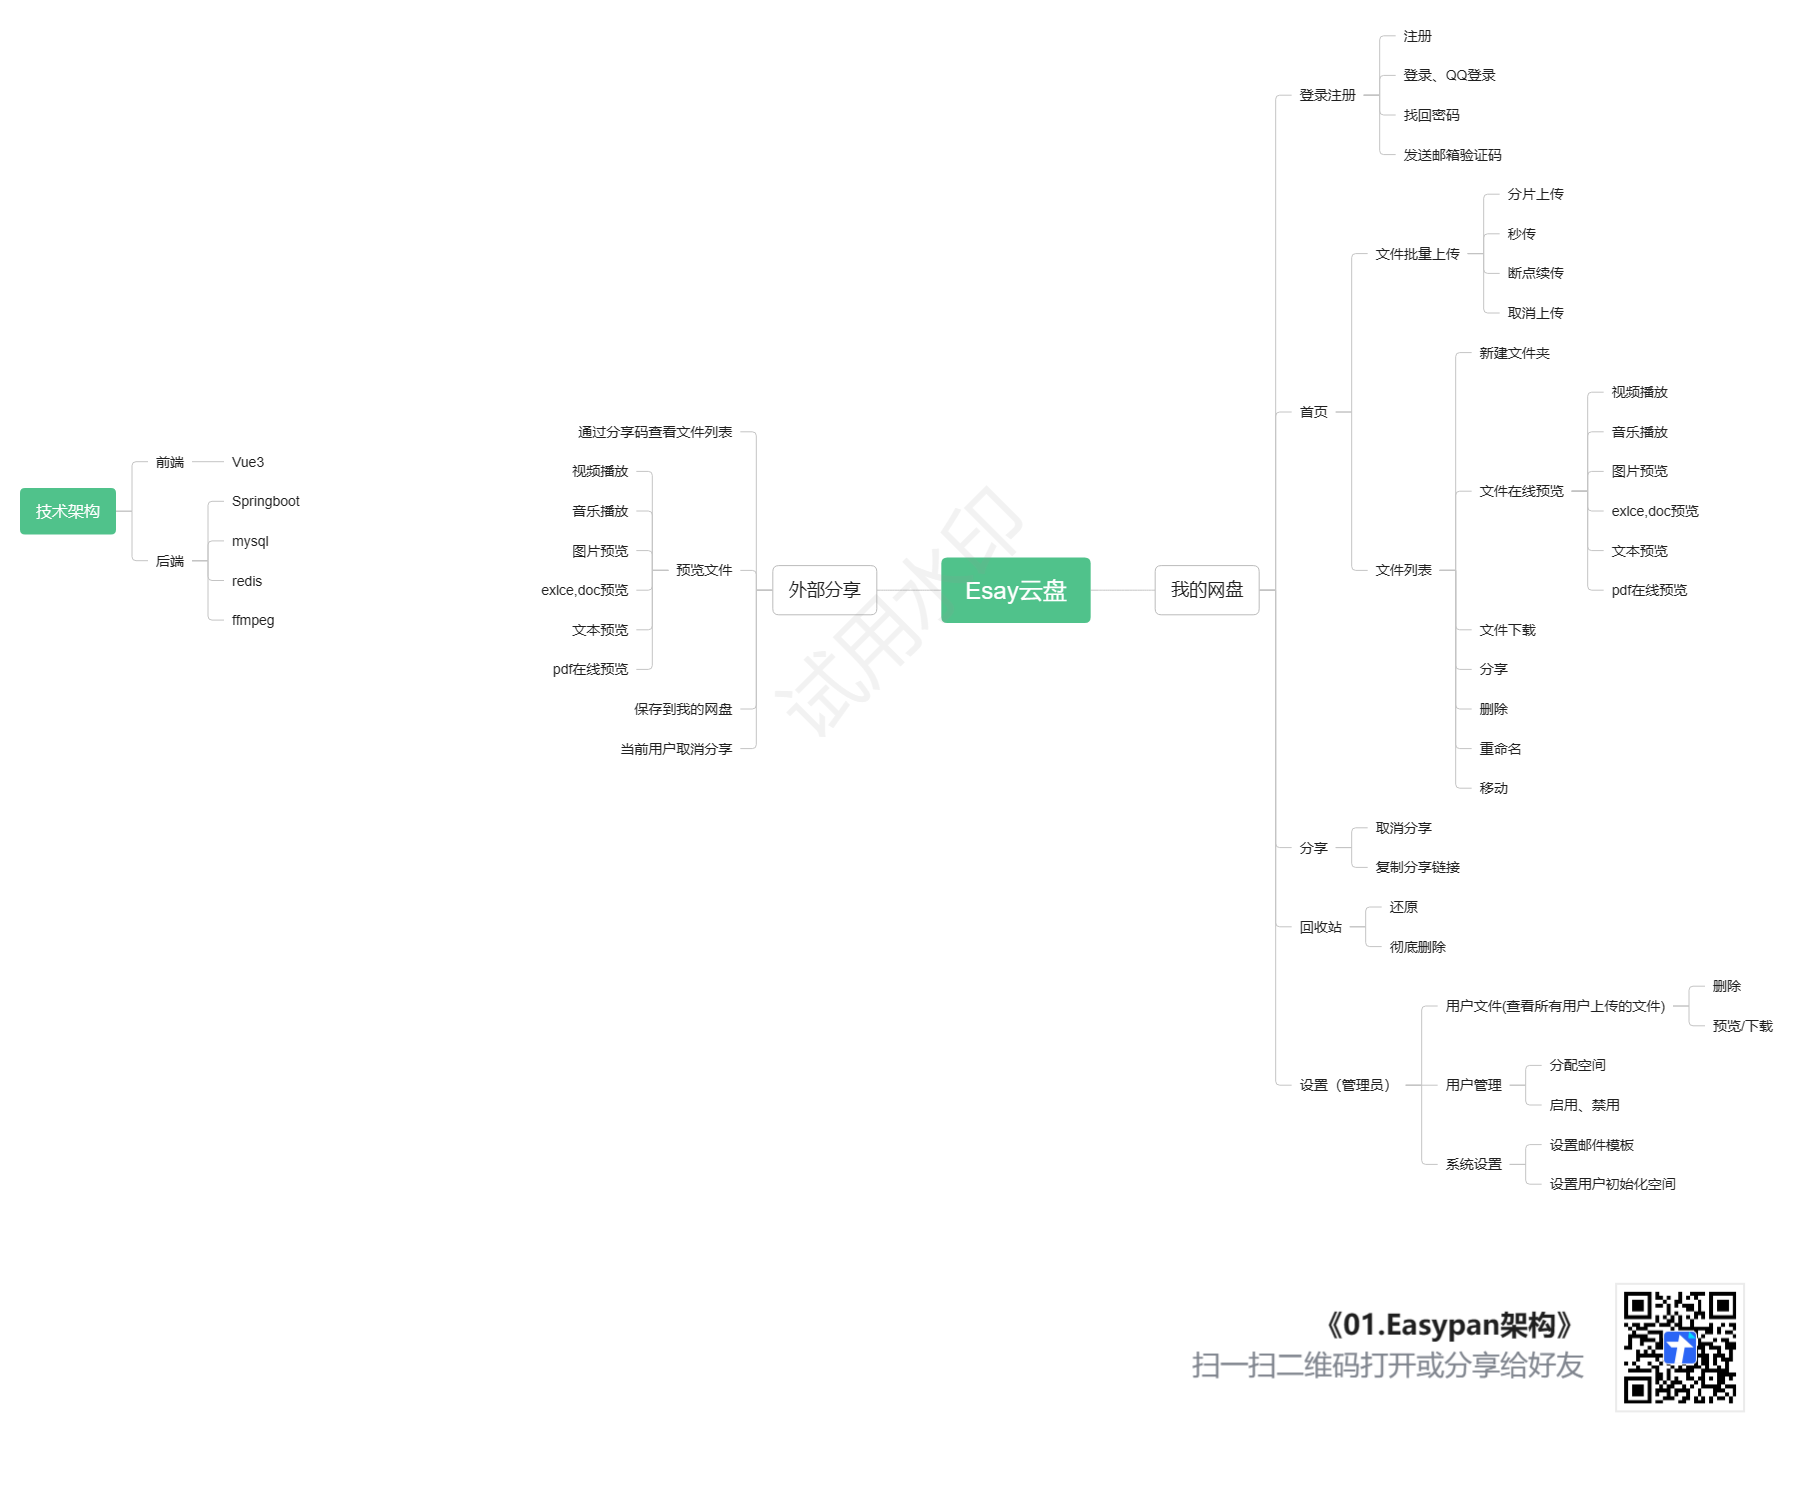 技术架构
前端
Vue3
后端
Springboot
mysql
redis
ffmpeg
Esay云盘
外部分享
通过分享码查看文件列表
预览文件
视频播放
音乐播放
图片预览
exlce,doc预览
文本预览
pdf在线预览
保存到我的网盘
当前用户取消分享
我的网盘
登录注册
注册
登录、QQ登录
找回密码
发送邮箱验证码
首页
文件批量上传
分片上传
秒传
断点续传
取消上传
文件列表
新建文件夹
文件在线预览
视频播放
音乐播放
图片预览
exlce,doc预览
文本预览
pdf在线预览
文件下载
分享
删除
重命名
移动
分享
取消分享
复制分享链接
回收站
还原
彻底删除
设置（管理员）
用户文件(查看所有用户上传的文件)
删除
预览/下载
用户管理
分配空间
启用、禁用
系统设置
设置邮件模板
设置用户初始化空间
试用水印
《01.Easypan架构》
扫一扫二维码打开或分享给好友